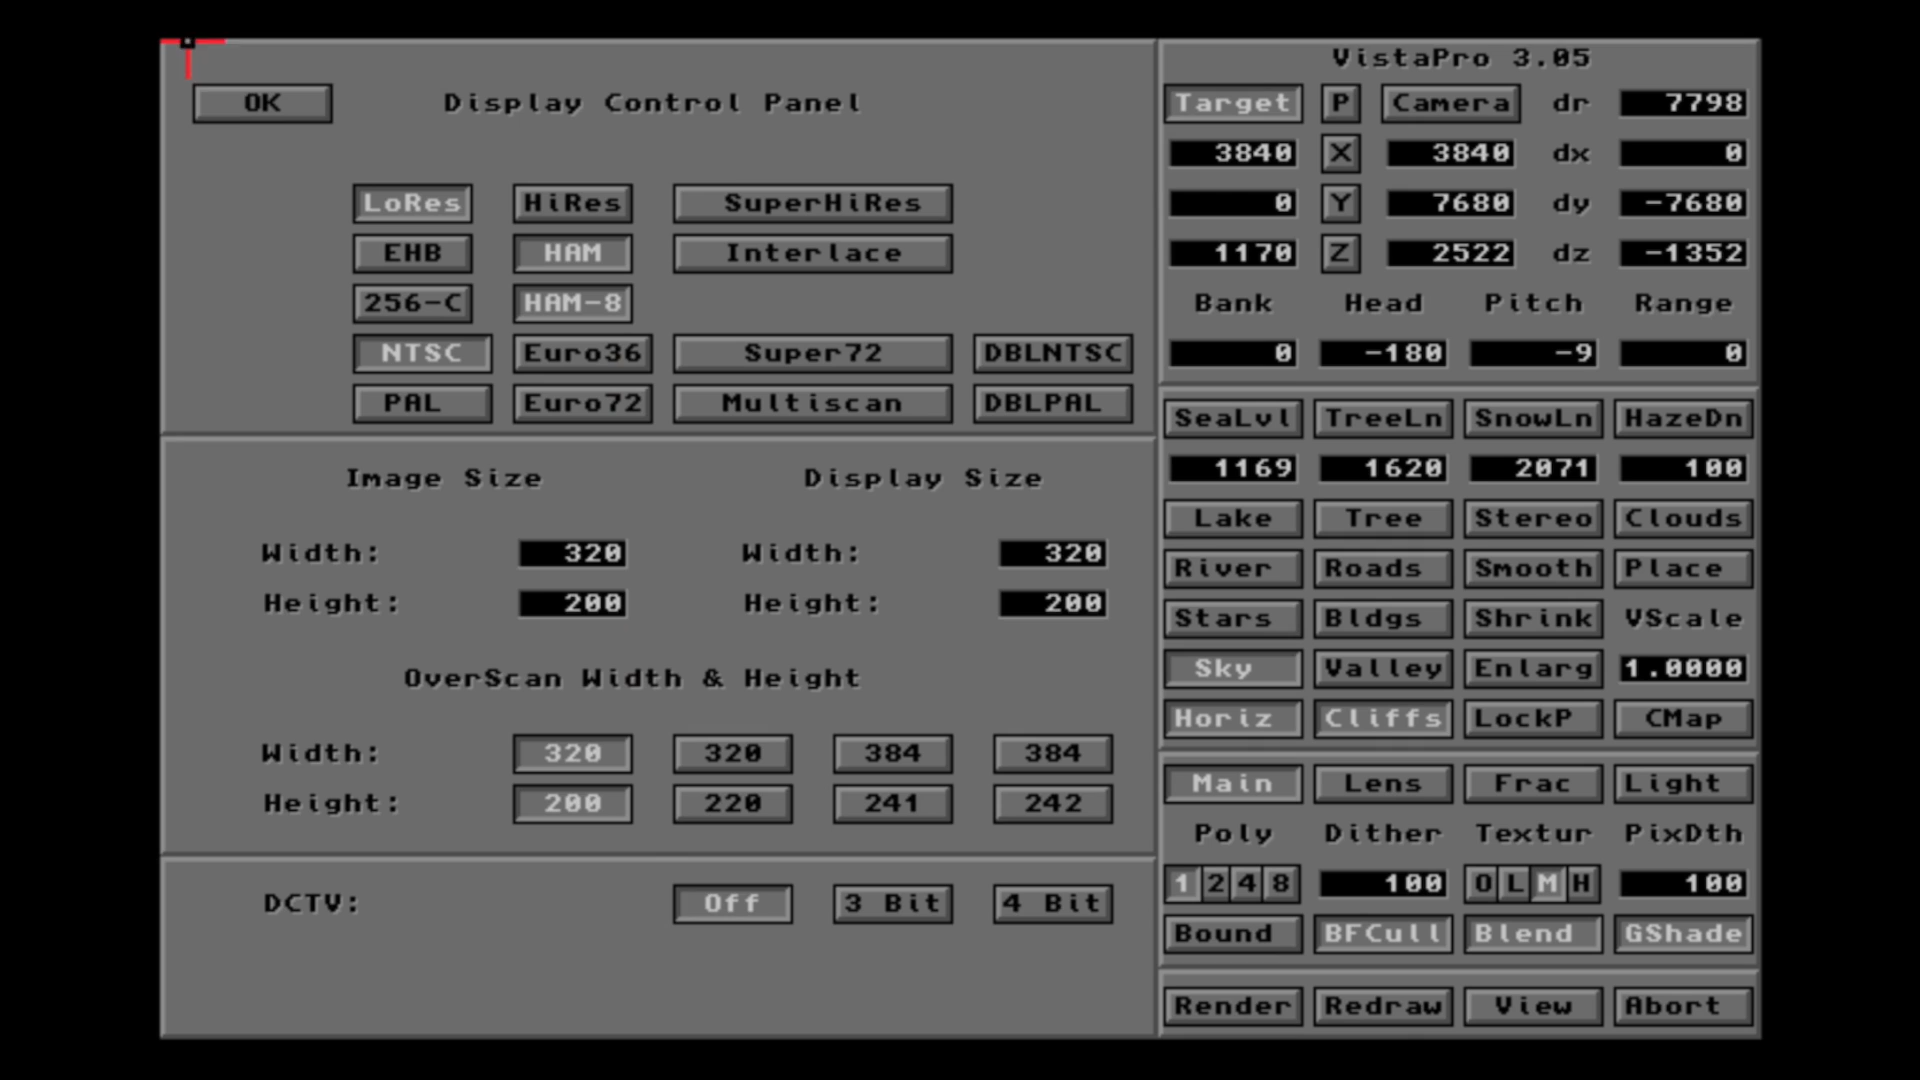 VistaPro 3.05
OK Display Control Panel
LoRes HiRes SuperHiRes
EHB HAM Interlace
256-C HAM-8
NTSC Euro36 Super72 DBLNTSC
PAL Euro72 Multiscan DBLPAL
Image Size Display Size
Width: 320 Width: 320
Height: 200 Height: 200
OverScan Width & Height
Width: 320 320 384 384
Height: 200 220 241 242
DCTV: Off 3 Bit 4 Bit
Target P Camera dr 7798
3840 X 3840 dx 0
0 Y 7680 dy -7680
1170 Z 2522 dz -1352
Bank Head Pitch Range
0 -180 -9 0
SeaLvl TreeLn SnowLn HazeDn
1169 1620 2071 100
Lake Tree Stereo Clouds
River Roads Smooth Place
Stars Bldgs Shrink VScale
Sky Valley Enlarg 1.0000
Horiz Cliffs LockP CMap
Main Lens Frac Light
Poly Dither Textur PixDth
1 2 4 8 100 O L M H 100
Bound BFCull Blend GShade
Render Redraw View Abort